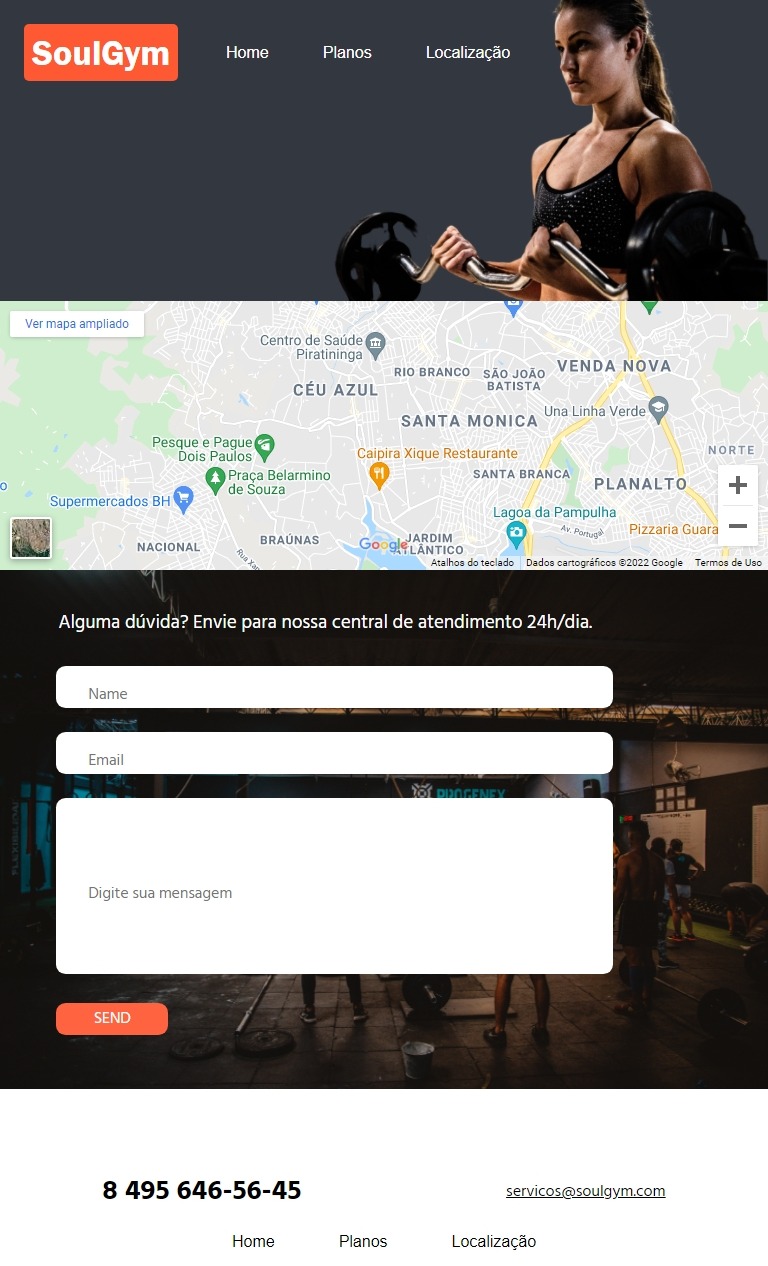 SoulGym
Home
Planos
Localização
Ver mapa ampliado
Centro de Saúde
Piratininga
RIO BRANCO
SÃO JOÃO
BATISTA
VENDA NOVA
CÉU AZUL
SANTA MONICA
Una Linha Verde
Pesque e Pague
Dois Paulos
Caipira Xique Restaurante
NORTE
Praça Belarmino
de Souza
SANTA BRANCA
PLANALTO
o
Supermercados BH
Lagoa da Pampulha
Av. Portugal
Pizzaria Guara
NACIONAL
BRAÚNAS
Rua Xa
Google
JARDIM
ATLÂNTICO
Atalhos do teclado
Dados cartográficos ©2022 Google
Termos de Uso
Alguma dúvida? Envie para nossa central de atendimento 24h/dia.
Name
Email
PROGENEX
FLEXIBILIDADE
Digite sua mensagem
SEND
8 495 646-56-45
servicos@soulgym.com
Home
Planos
Localização